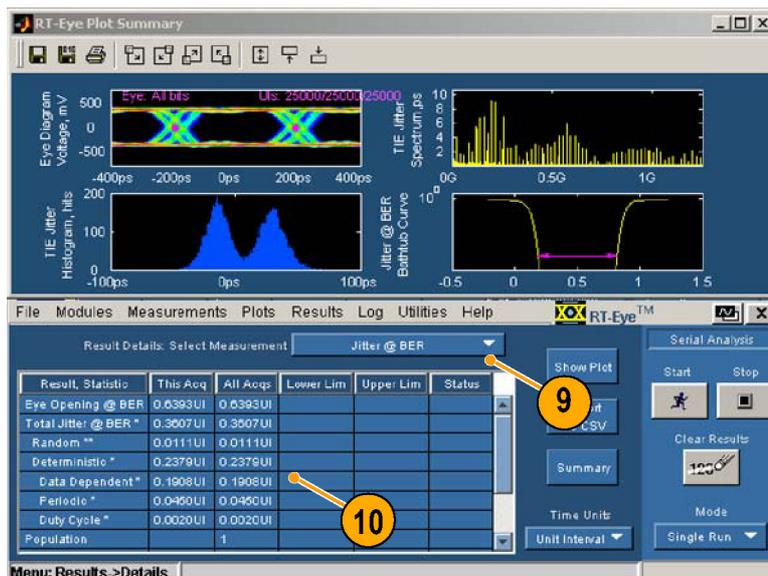 RT-Eye Plot Summary
Eye: All bits UIs: 25000/25000/25000
Eye Diagram
Voltage, mV
500
0
-500
-400ps -200ps 0ps 200ps 400ps
TIE Jitter
Spectrum, ps
10
8
6
4
2
0G 0.5G 1G
TIE Jitter
Histogram, hits
200
100
0
-100ps 0ps 100ps
Jitter @ BER
Bathtub Curve
10⁰
-0.5 0 0.5 1 1.5
File Modules Measurements Plots Results Log Utilities Help RT-Eye™ X
Result Details: Select Measurement Jitter @ BER
Serial Analysis
Show Plot
Start Stop
9
CSV
Result, Statistic This Acq All Acqs Lower Lim Upper Lim Status
Eye Opening @ BER 0.6393UI 0.6393UI
Total Jitter @ BER * 0.3607UI 0.3607UI
Random ** 0.0111UI 0.0111UI
Deterministic * 0.2379UI 0.2379UI
Data Dependent * 0.1908UI 0.1908UI
Periodic * 0.0450UI 0.0450UI
Duty Cycle * 0.0020UI 0.0020UI
Population 1
10
Clear Results
Summary
Time Units
Unit Interval
Mode
Single Run
Menu: Results->Details